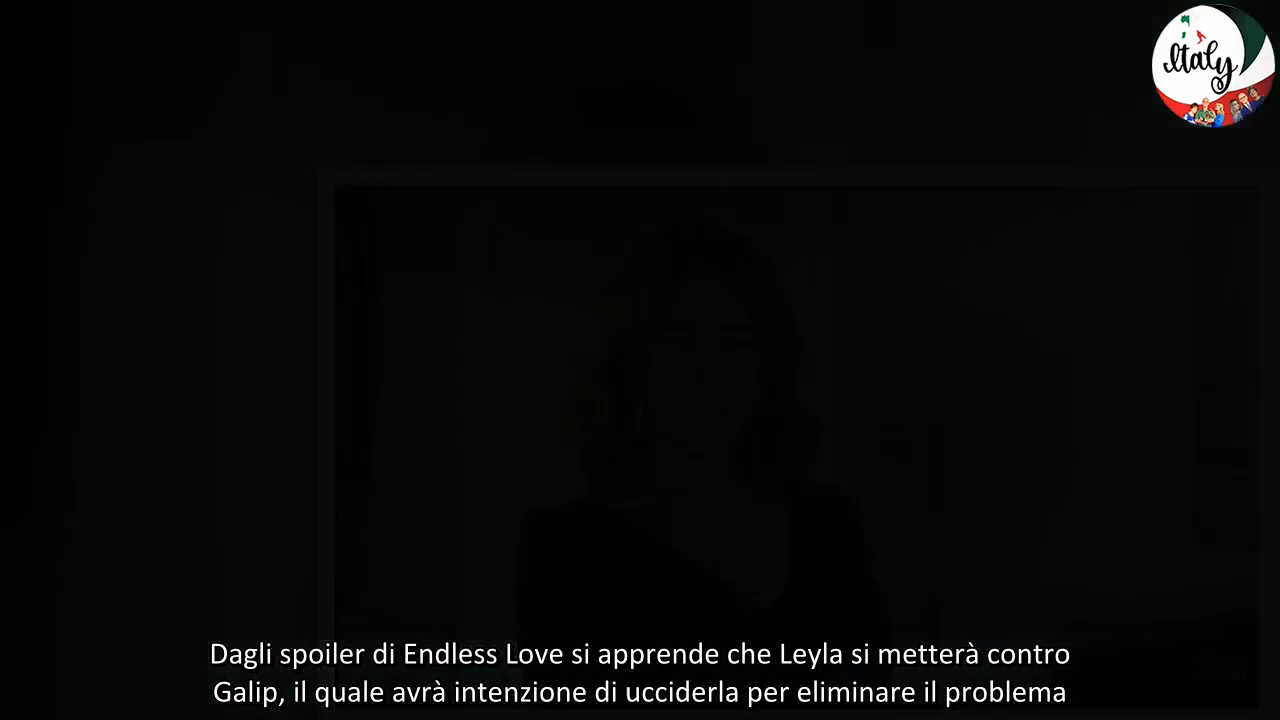 Italy
Dagli spoiler di Endless Love si apprende che Leyla si metterà contro
Galip, il quale avrà intenzione di ucciderla per eliminare il problema